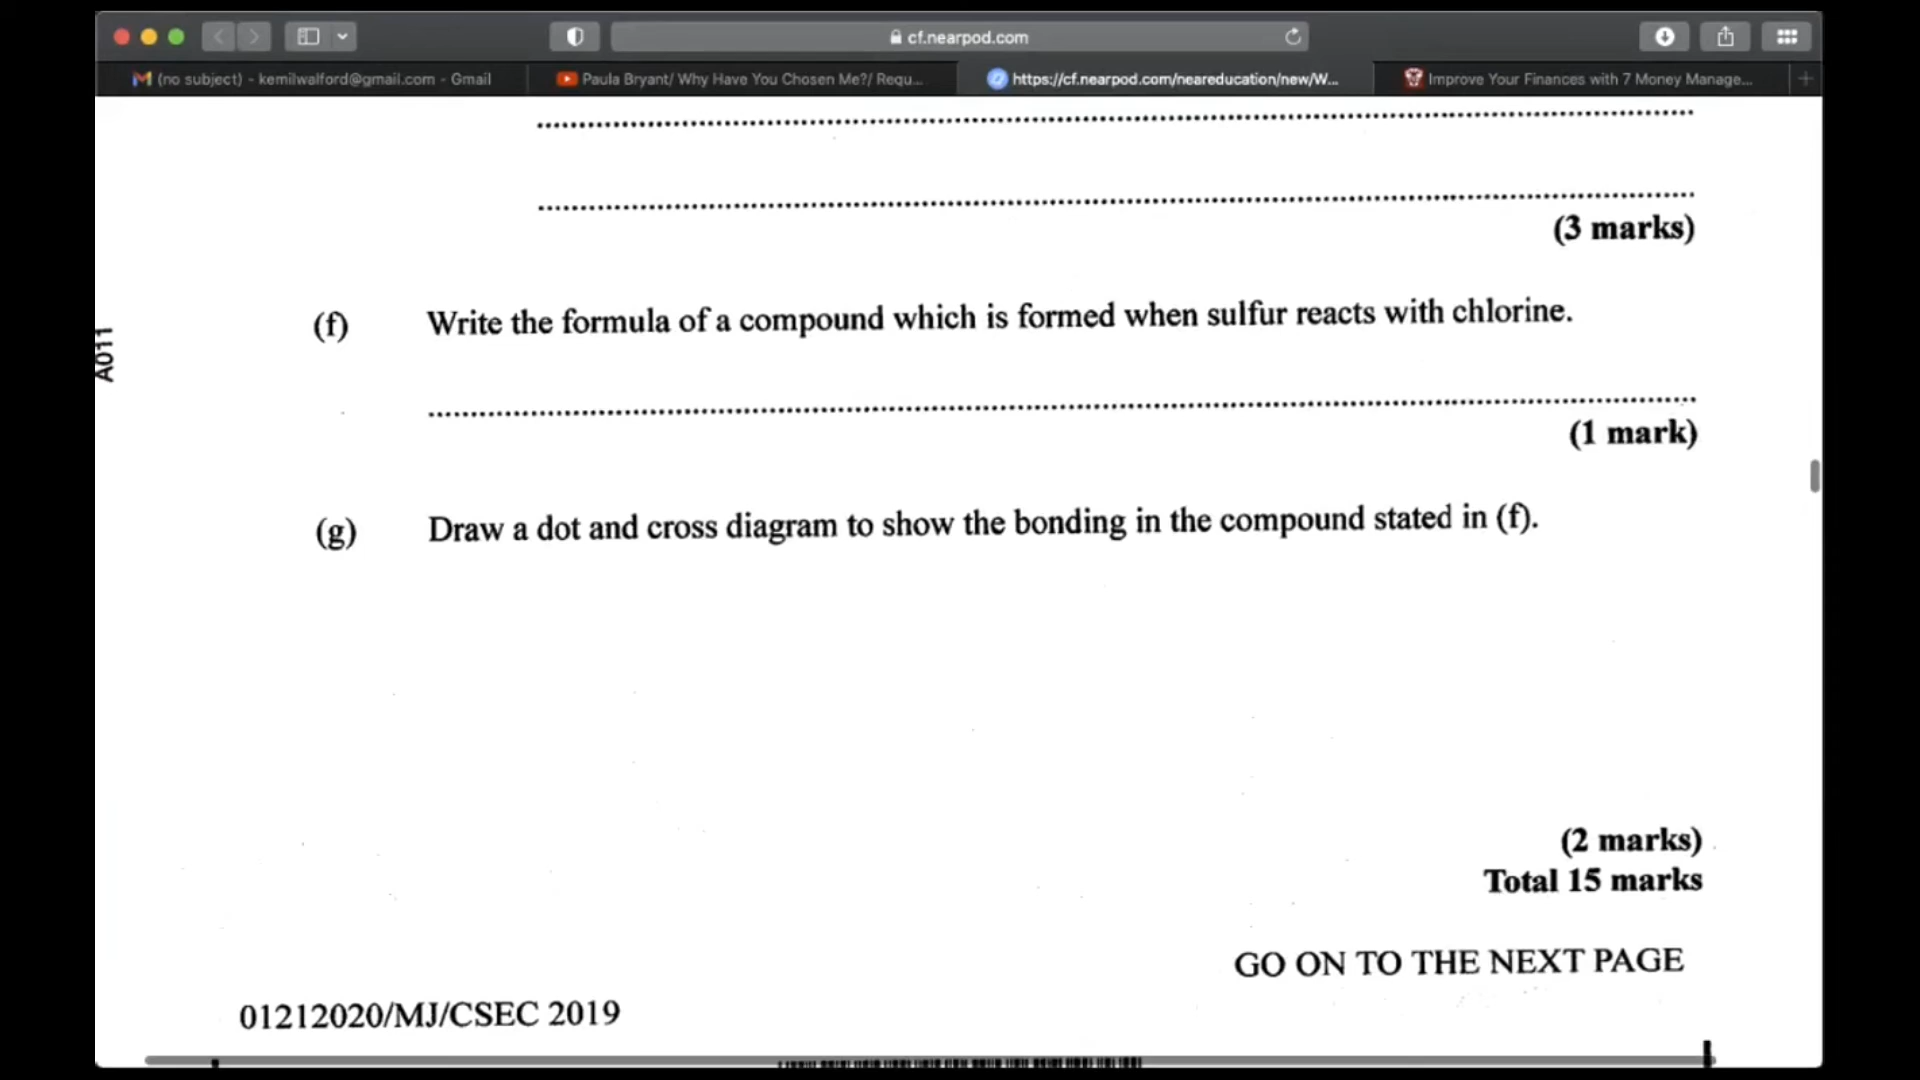 cf.nearpod.com
(no subject) - kemilwalford@gmail.com - Gmail
Paula Bryant/ Why Have You Chosen Me?/ Requ...
https://cf.nearpod.com/neareducation/new/W...
Improve Your Finances with 7 Money Manage...
(3 marks)
A011
(f) Write the formula of a compound which is formed when sulfur reacts with chlorine.
(1 mark)
(g) Draw a dot and cross diagram to show the bonding in the compound stated in (f).
(2 marks)
Total 15 marks
GO ON TO THE NEXT PAGE
01212020/MJ/CSEC 2019